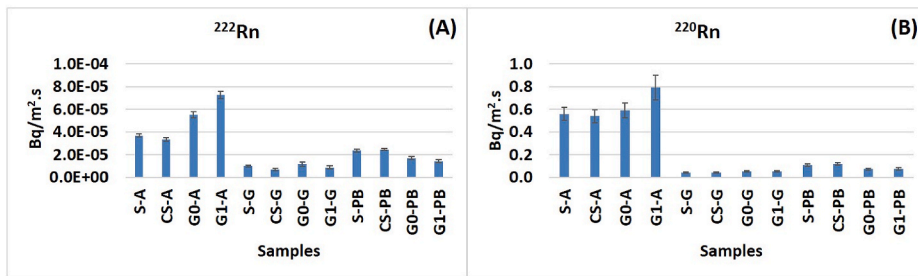 ²²²Rn (A)
1.0E-04
8.0E-05
6.0E-05
4.0E-05
2.0E-05
0.0E+00
Bq/m².s
S-A CS-A G0-A G1-A S-G CS-G G0-G G1-G S-PB CS-PB G0-PB G1-PB
Samples
²²⁰Rn (B)
1.0
0.8
0.6
0.4
0.2
0.0
Bq/m².s
S-A CS-A G0-A G1-A S-G CS-G G0-G G1-G S-PB CS-PB G0-PB G1-PB
Samples